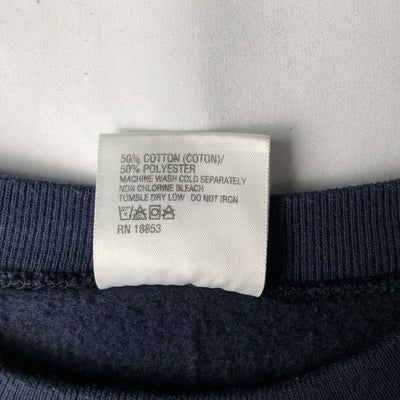 50% COTTON (COTON)/
50% POLYESTER
MACHINE WASH COLD SEPARATELY
NON CHLORINE BLEACH
TUMBLE DRY LOW DO NOT IRON
RN 18853